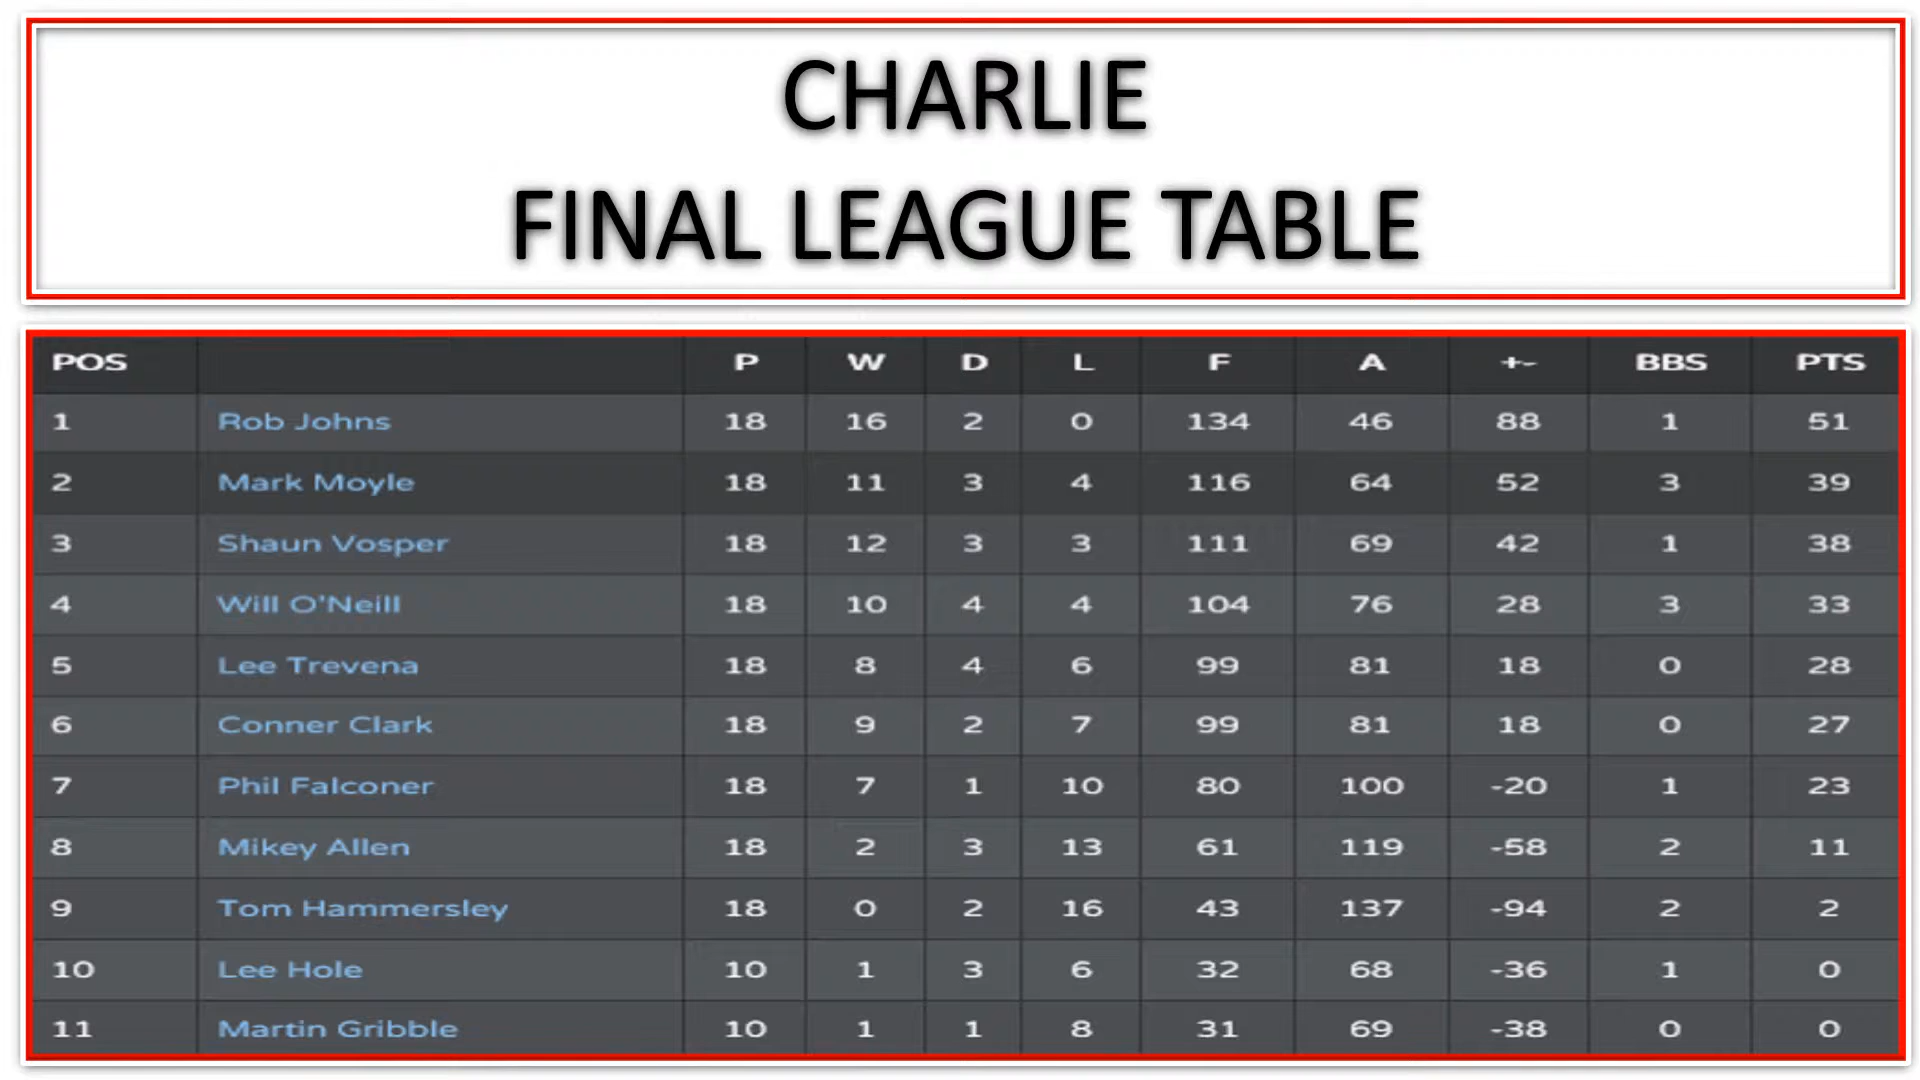 CHARLIE
FINAL LEAGUE TABLE
POS P W D L F A +- BBS PTS
1 Rob Johns 18 16 2 0 134 46 88 1 51
2 Mark Moyle 18 11 3 4 116 64 52 3 39
3 Shaun Vosper 18 12 3 3 111 69 42 1 38
4 Will O'Neill 18 10 4 4 104 76 28 3 33
5 Lee Trevena 18 8 4 6 99 81 18 0 28
6 Conner Clark 18 9 2 7 99 81 18 0 27
7 Phil Falconer 18 7 1 10 80 100 -20 1 23
8 Mikey Allen 18 2 3 13 61 119 -58 2 11
9 Tom Hammersley 18 0 2 16 43 137 -94 2 2
10 Lee Hole 10 1 3 6 32 68 -36 1 0
11 Martin Gribble 10 1 1 8 31 69 -38 0 0